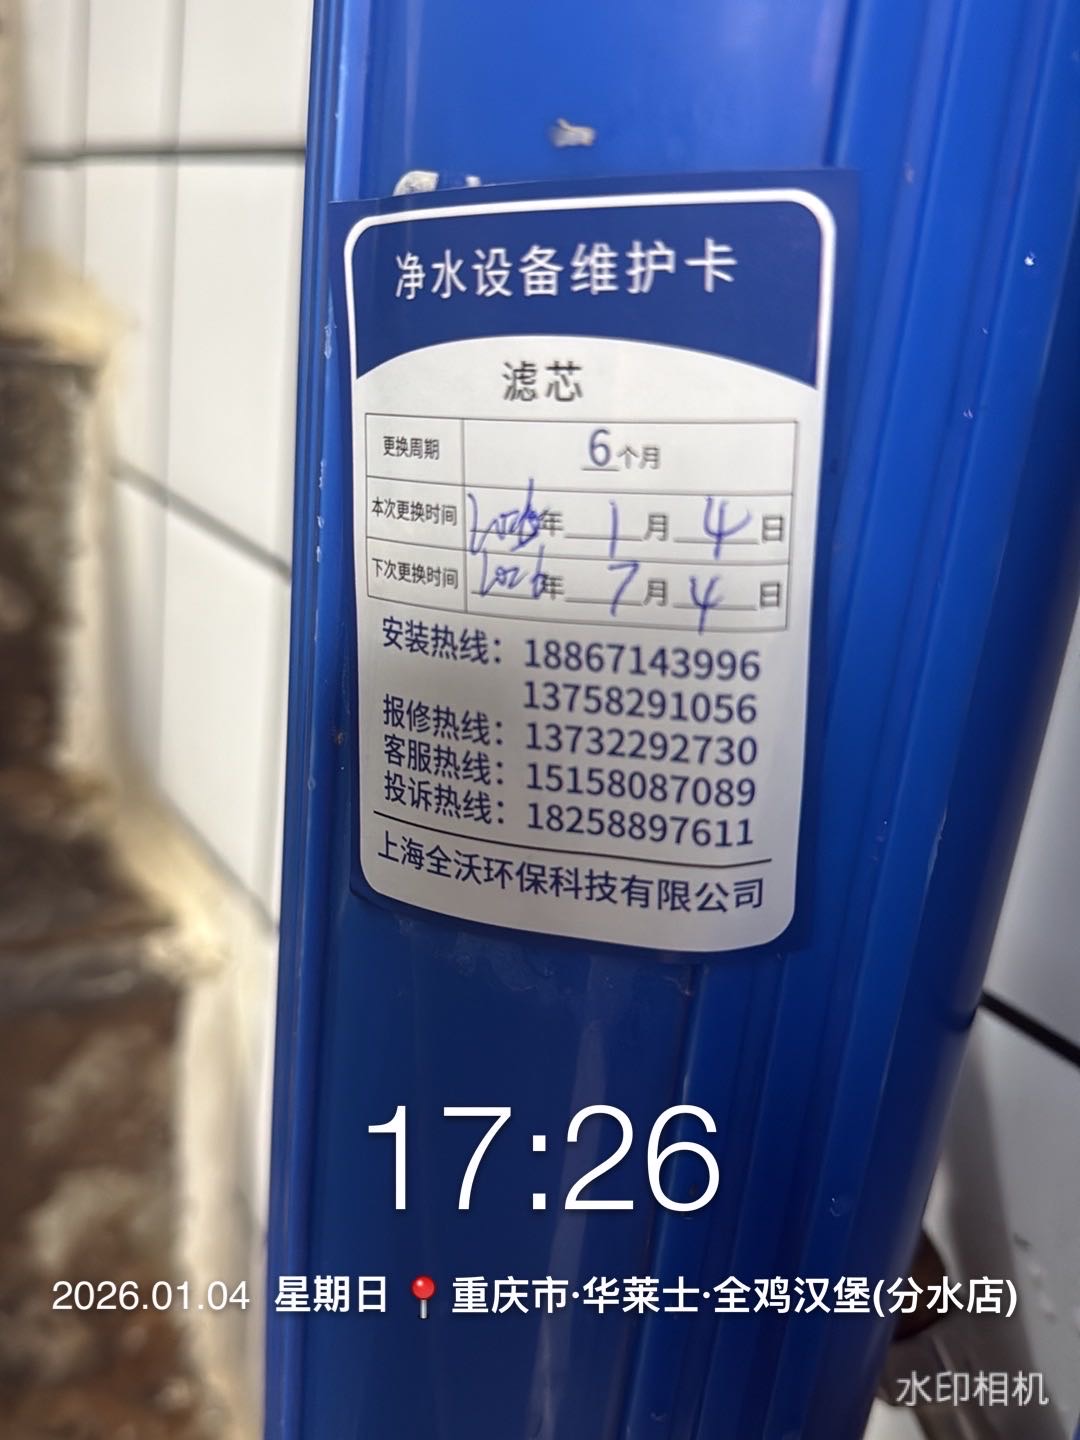 净水设备维护卡
滤芯
更换周期 6个月
本次更换时间 2026年1月4日
下次更换时间 2026年7月4日
安装热线：18867143996
13758291056
报修热线：13732292730
客服热线：15158087089
投诉热线：18258897611
上海全沃环保科技有限公司
17:26
2026.01.04 星期日 📍重庆市·华莱士·全鸡汉堡(分水店)
水印相机